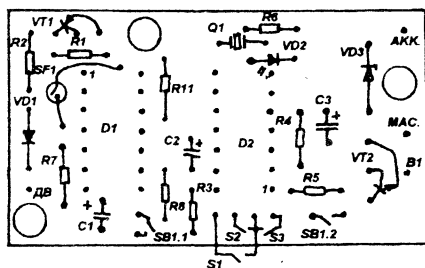 VT1
R6
Q1
R2
R1
VD2
VD3
АКК.
SF1
1
R11
C3
+
VD1
D1
R4
C2
+
D2
МАС.
VT2
R7
B1
ДВ
R8
R3
1
R5
+
C1
SB1.1
S2
S3
SB1.2
S1